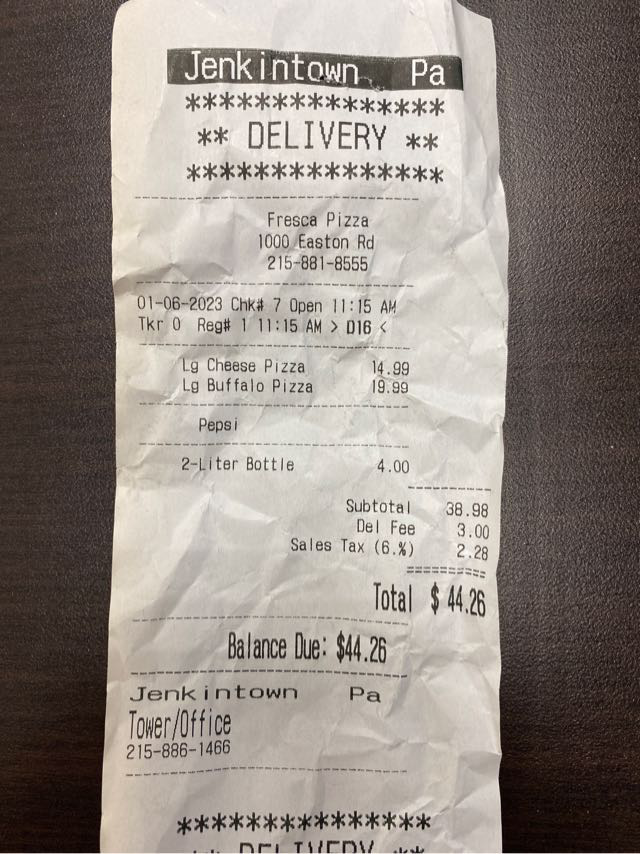 Jenkintown Pa
***************
** DELIVERY **
***************
Fresca Pizza
1000 Easton Rd
215-881-8555
01-06-2023 Chk# 7 Open 11:15 AM
Tkr 0 Reg# 1 11:15 AM > D16 <
Lg Cheese Pizza 14.99
Lg Buffalo Pizza 19.99
Pepsi
2-Liter Bottle 4.00
Subtotal 38.98
Del Fee 3.00
Sales Tax (6.%) 2.28
Total $ 44.26
Balance Due: $44.26
Jenkintown Pa
Tower/Office
215-886-1466
***************
** DELIVERY **